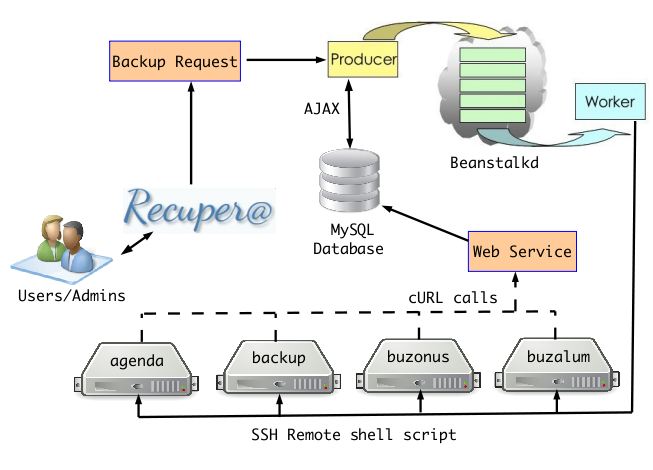 Backup Request
Producer
AJAX
Worker
Beanstalkd
Recuper@
MySQL
Database
Web Service
Users/Admins
cURL calls
agenda
backup
buzonus
buzalum
SSH Remote shell script